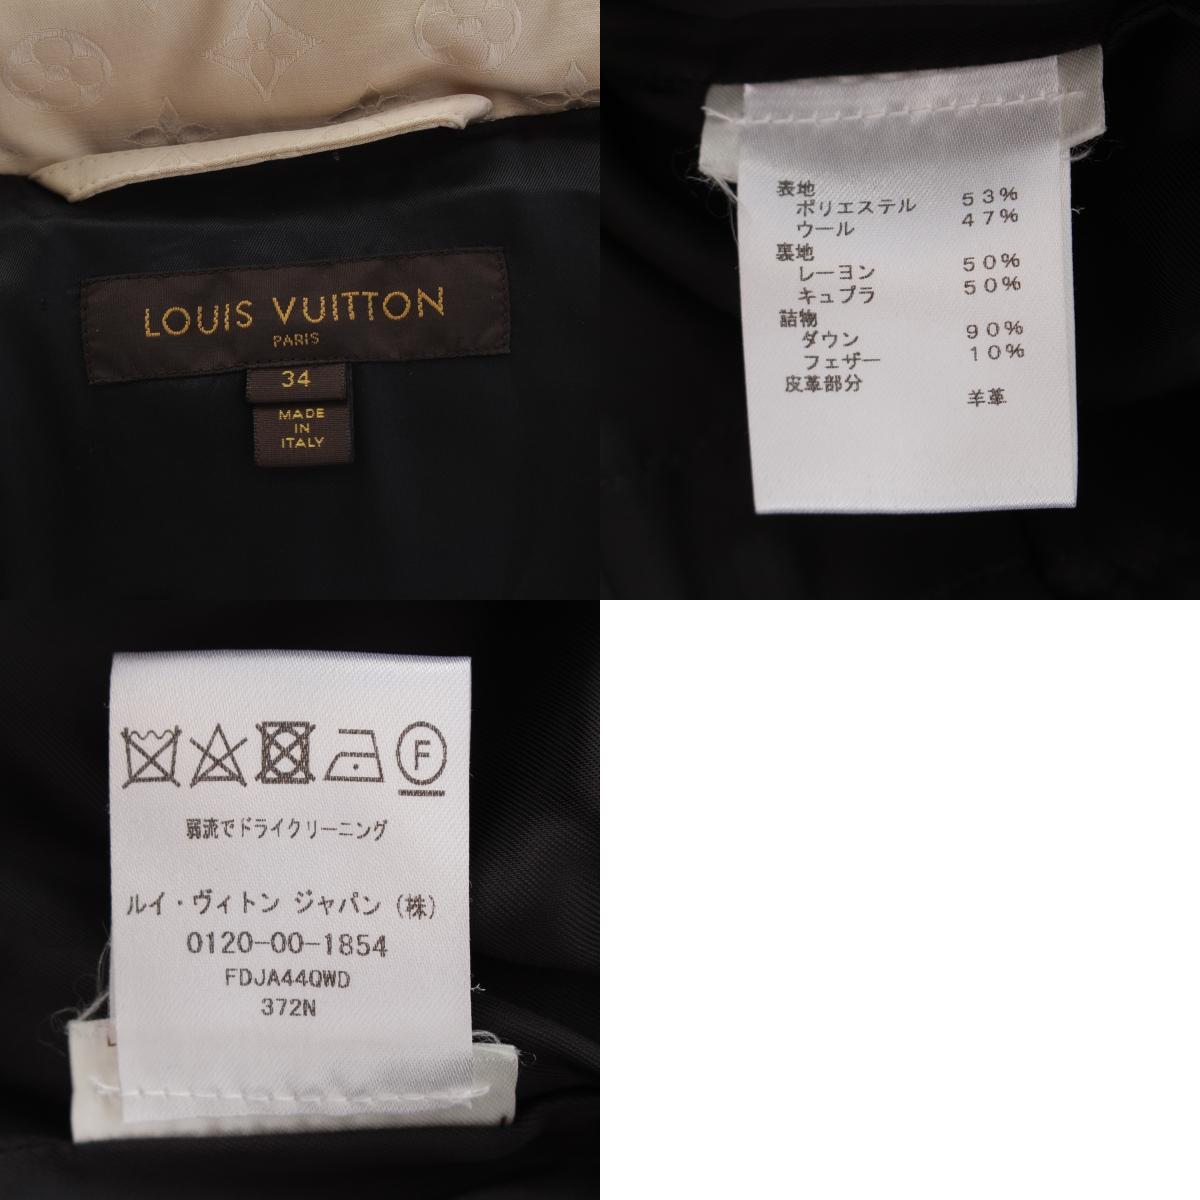 LOUIS VUITTON
PARIS
34
MADE
IN
ITALY
表地
ポリエステル 53%
ウール 47%
裏地
レーヨン 50%
キュプラ 50%
詰物
ダウン 90%
フェザー 10%
皮革部分
羊革
F
弱流でドライクリーニング
ルイ・ヴィトン ジャパン (株)
0120-00-1854
FDJA44QWD
372N